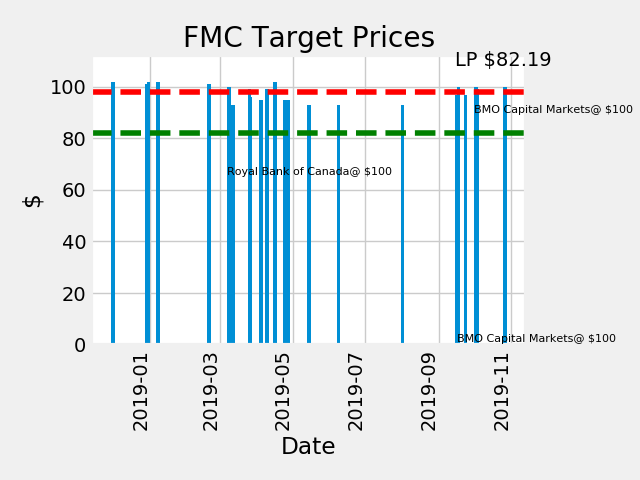 FMC Target Prices
LP $82.19
100
BMO Capital Markets@ $100
80
Royal Bank of Canada@ $100
60
$
40
20
BMO Capital Markets@ $100
0
2019-01
2019-03
2019-05
2019-07
2019-09
2019-11
Date